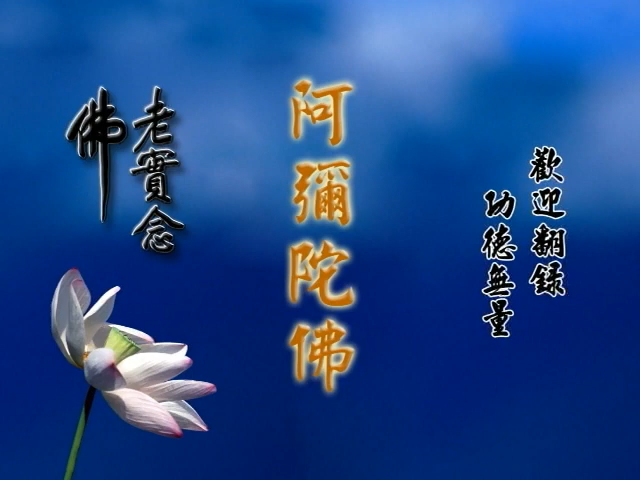 歡迎翻錄
功德無量
阿彌陀佛
老實念
佛